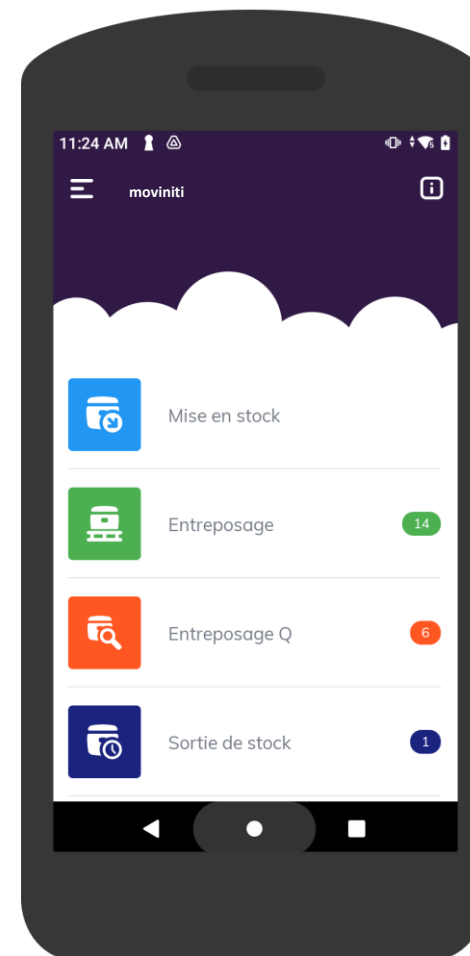 11:24 AM
moviniti
Mise en stock
Entreposage 14
Entreposage Q 6
Sortie de stock 1